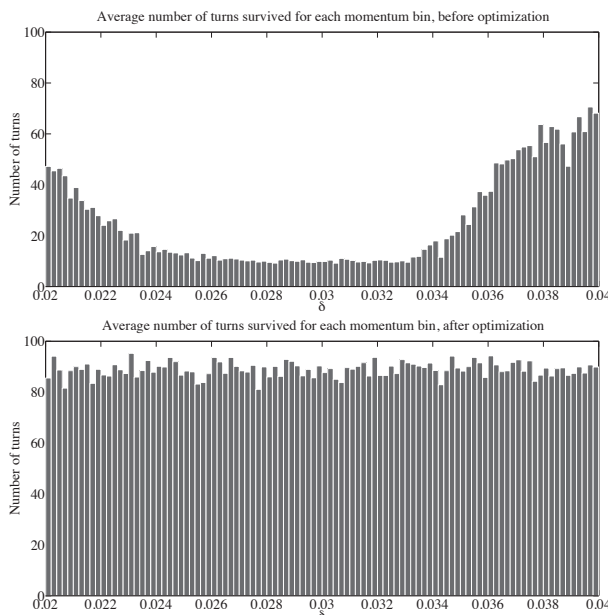 Average number of turns survived for each momentum bin, before optimization
100
80
60
40
20
0
Number of turns
0.02 0.022 0.024 0.026 0.028 0.03 0.032 0.034 0.036 0.038 0.04
δ
Average number of turns survived for each momentum bin, after optimization
100
80
60
40
20
0
Number of turns
0.02 0.022 0.024 0.026 0.028 0.03 0.032 0.034 0.036 0.038 0.04